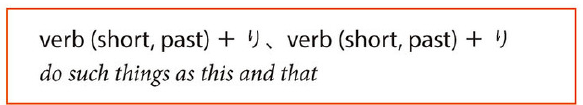 verb (short, past) + り、verb (short, past) + り
do such things as this and that